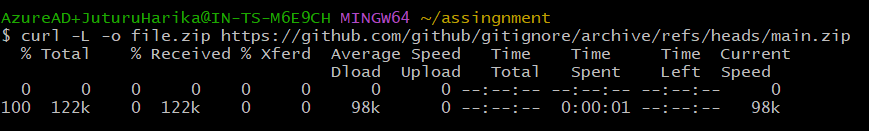 AzureAD+JuturuHarika@IN-TS-M6E9CH MINGW64 ~/assingnment
$ curl -L -o file.zip https://github.com/github/gitignore/archive/refs/heads/main.zip
% Total % Received % Xferd Average Speed Time Time Time Current
Dload Upload Total Spent Left Speed
0 0 0 0 0 0 0 0 --:--:-- --:--:-- --:--:-- 0
100 122k 0 122k 0 0 98k 0 --:--:-- 0:00:01 --:--:-- 98k